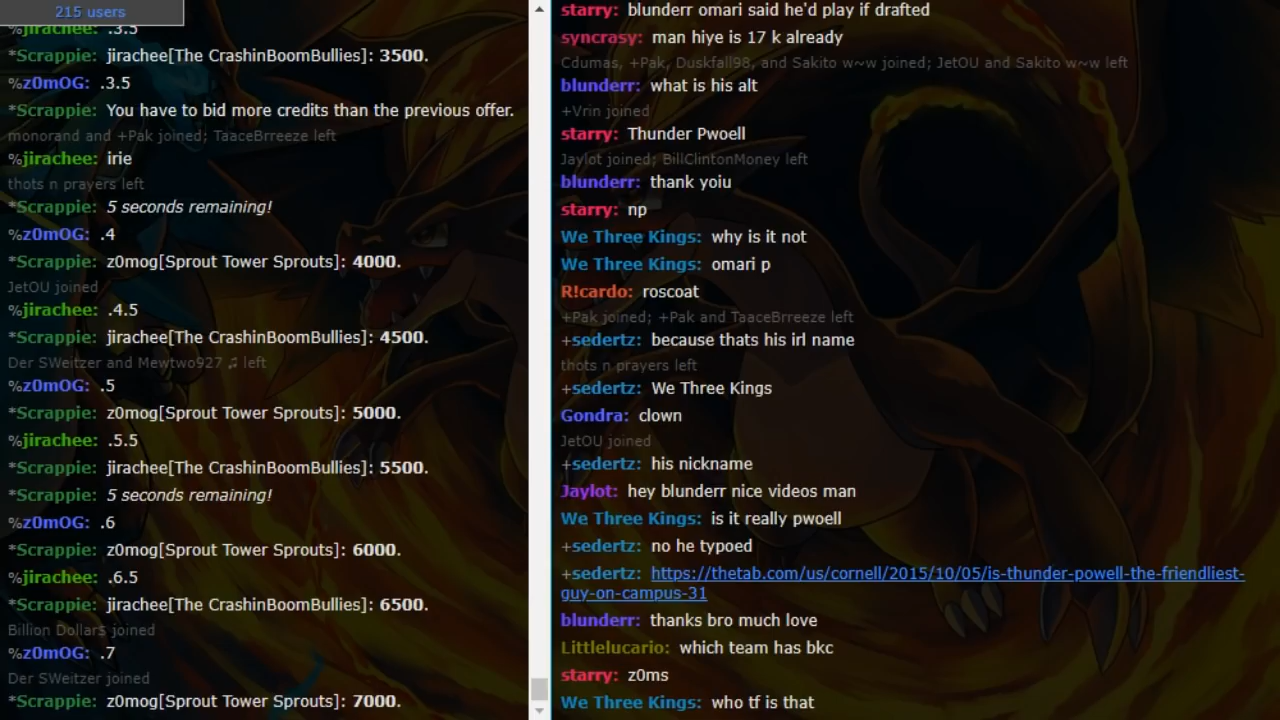 215 users
%jirachee: .3.5
*Scrappie: jirachee[The CrashinBoomBullies]: 3500.
%z0mOG: .3.5
*Scrappie: You have to bid more credits than the previous offer.
monorand and +Pak joined; TaaceBrreeze left
%jirachee: irie
thots n prayers left
*Scrappie: 5 seconds remaining!
%z0mOG: .4
*Scrappie: z0mog[Sprout Tower Sprouts]: 4000.
JetOU joined
%jirachee: .4.5
*Scrappie: jirachee[The CrashinBoomBullies]: 4500.
Der SWeitzer and Mewtwo927 ♫ left
%z0mOG: .5
*Scrappie: z0mog[Sprout Tower Sprouts]: 5000.
%jirachee: .5.5
*Scrappie: jirachee[The CrashinBoomBullies]: 5500.
*Scrappie: 5 seconds remaining!
%z0mOG: .6
*Scrappie: z0mog[Sprout Tower Sprouts]: 6000.
%jirachee: .6.5
*Scrappie: jirachee[The CrashinBoomBullies]: 6500.
Billion Dollar$ joined
%z0mOG: .7
Der SWeitzer joined
*Scrappie: z0mog[Sprout Tower Sprouts]: 7000.
starry: blunderr omari said he'd play if drafted
syncrasy: man hiye is 17 k already
Cdumas, +Pak, Duskfall98, and Sakito w~w joined; JetOU and Sakito w~w left
blunderr: what is his alt
+Vrin joined
starry: Thunder Pwoell
Jaylot joined; BillClintonMoney left
blunderr: thank yoiu
starry: np
We Three Kings: why is it not
We Three Kings: omari p
R!cardo: roscoat
+Pak joined; +Pak and TaaceBrreeze left
+sedertz: because thats his irl name
thots n prayers left
+sedertz: We Three Kings
Gondra: clown
JetOU joined
+sedertz: his nickname
Jaylot: hey blunderr nice videos man
We Three Kings: is it really pwoell
+sedertz: no he typoed
+sedertz: https://thetab.com/us/cornell/2015/10/05/is-thunder-powell-the-friendliest-
guy-on-campus-31
blunderr: thanks bro much love
Littlelucario: which team has bkc
starry: z0ms
We Three Kings: who tf is that